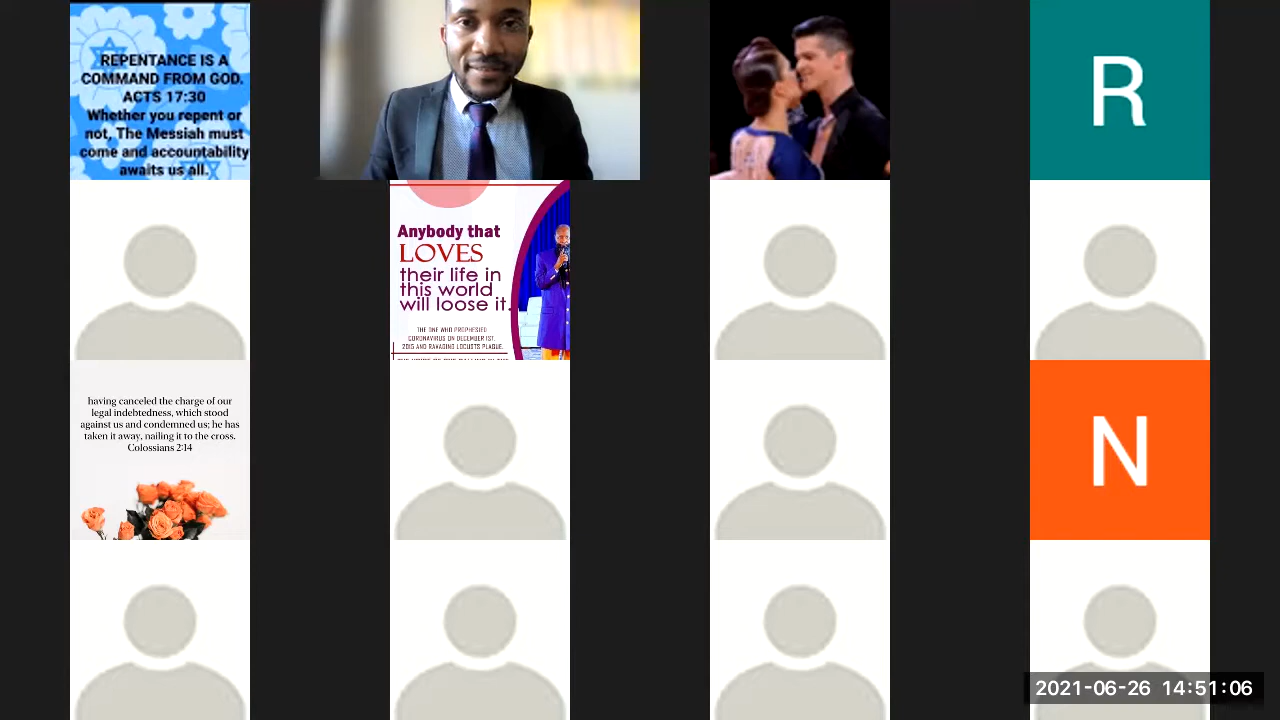 REPENTANCE IS A
COMMAND FROM GOD.
ACTS 17:30
Whether you repent or
not, The Messiah must
come and accountability
awaits us all.
R
Anybody that
LOVES
their life in
this world
will loose it.
THE ONE WHO PROPHESIED
CORONAVIRUS ON DECEMBER 1ST,
2015 AND RAVAGING LOCUSTS PLAGUE.
having canceled the charge of our
legal indebtedness, which stood
against us and condemned us; he has
taken it away, nailing it to the cross.
Colossians 2:14
N
2021-06-26 14:51:06